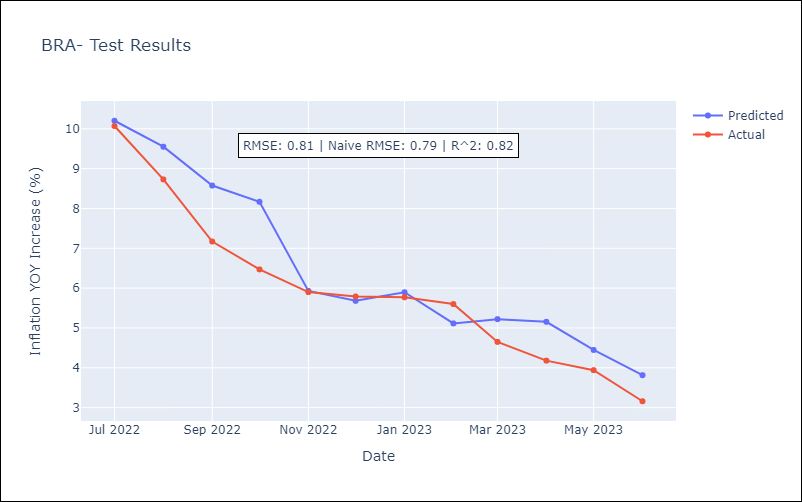 BRA- Test Results
Predicted
Actual
RMSE: 0.81 | Naive RMSE: 0.79 | R^2: 0.82
Inflation YOY Increase (%)
10
9
8
7
6
5
4
3
Jul 2022 Sep 2022 Nov 2022 Jan 2023 Mar 2023 May 2023
Date